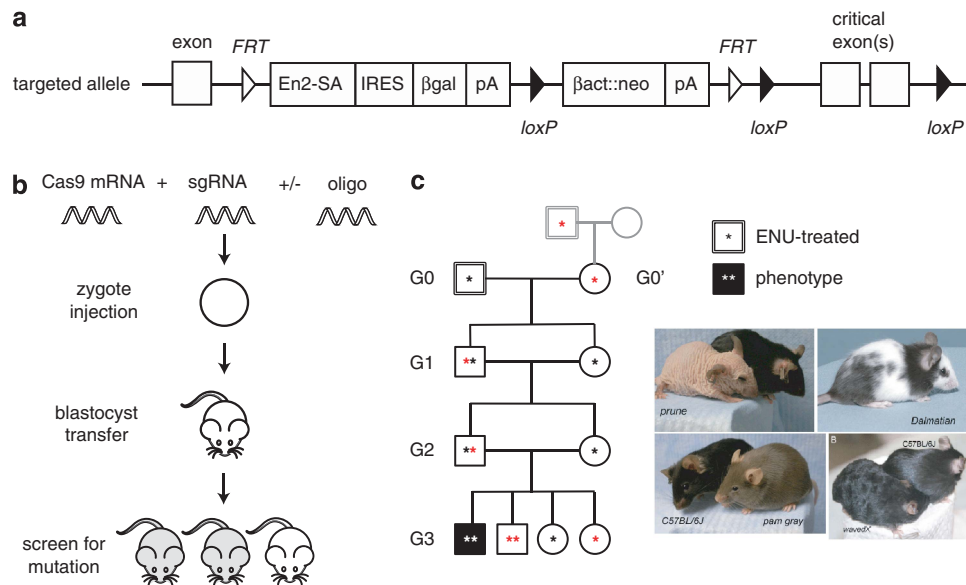 a
exon
FRT
FRT
critical
exon(s)
targeted allele
En2-SA
IRES
βgal
pA
βact::neo
pA
loxP
loxP
loxP
b
Cas9 mRNA + sgRNA +/- oligo
zygote
injection
blastocyst
transfer
screen for
mutation
c
*
* ENU-treated
** phenotype
G0 * * G0'
G1 ** *
G2 ** *
G3 ** ** * *
prune
Dalmatian
C57BL/6J
pam gray
B
C57BL/6J
wavedX